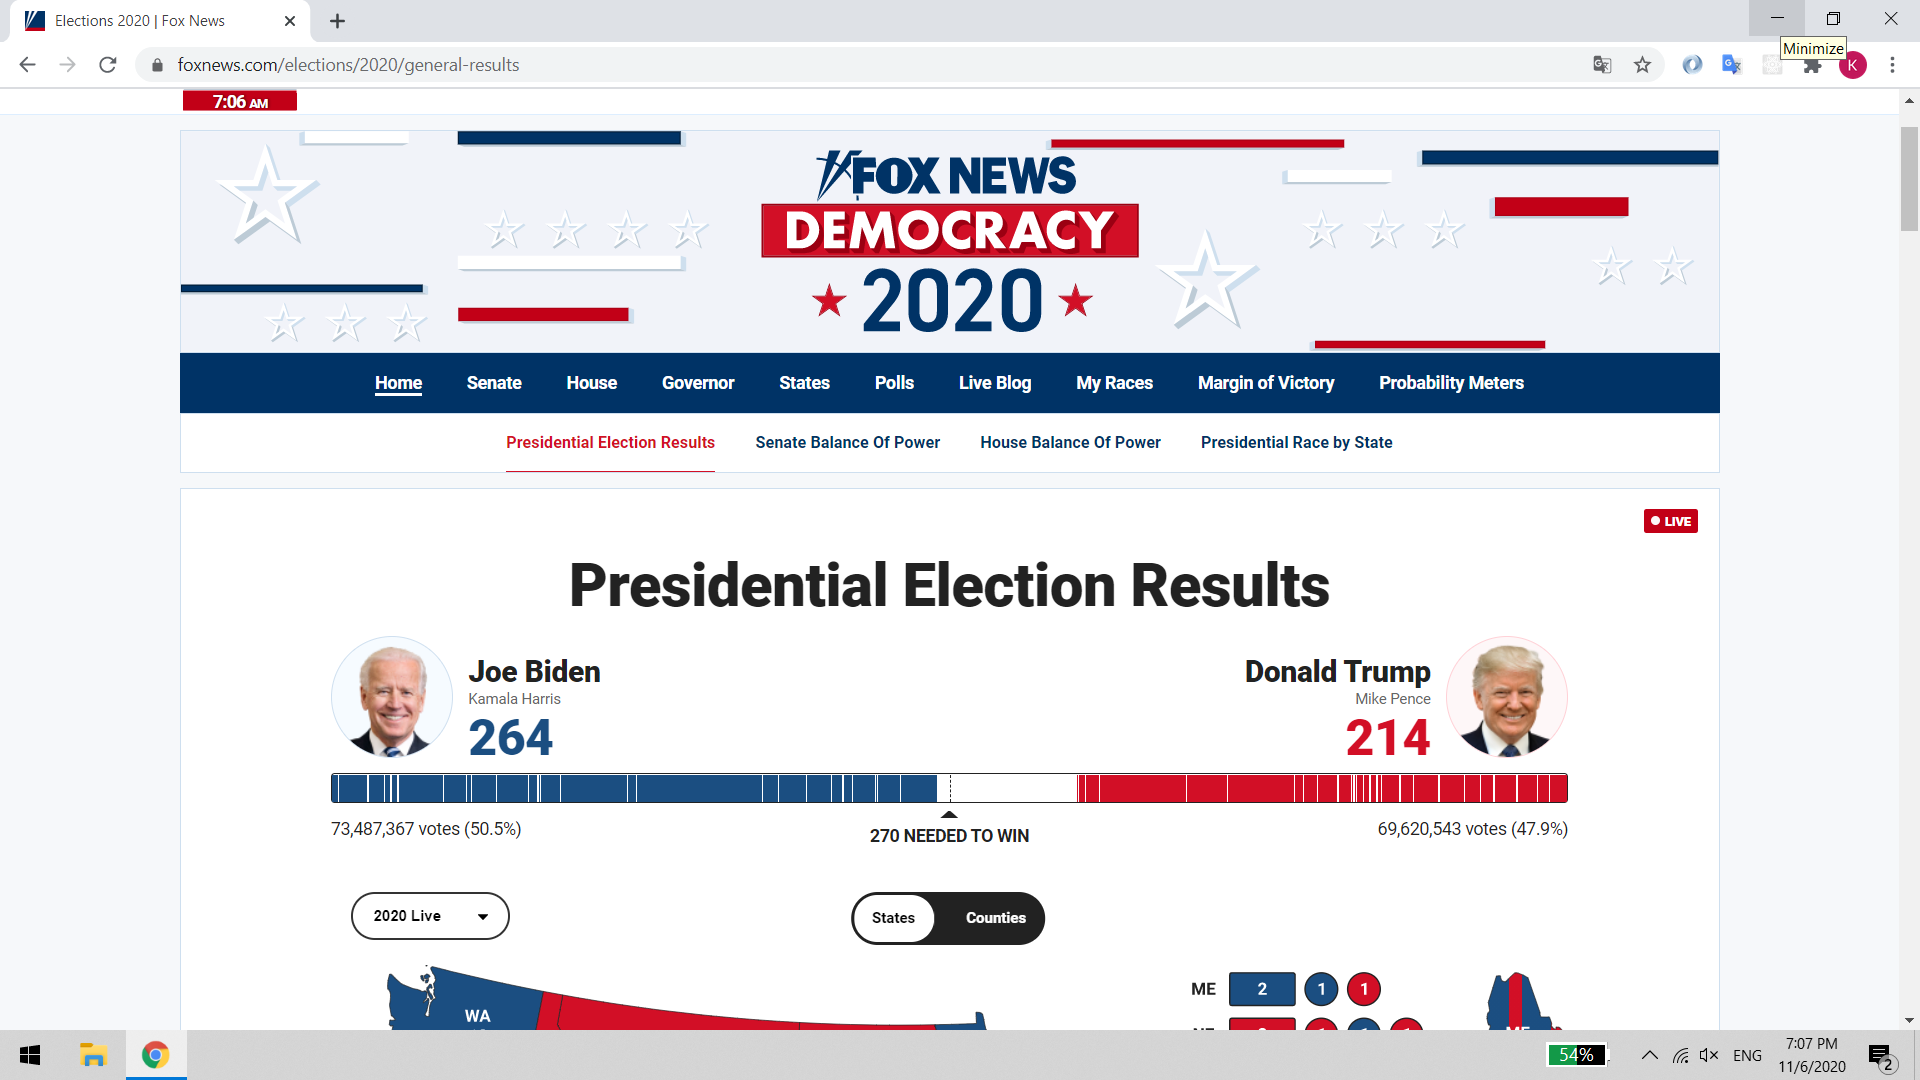 Elections 2020 | Fox News
Minimize
foxnews.com/elections/2020/general-results
K
7:06 AM
FOX NEWS
DEMOCRACY
2020
Home Senate House Governor States Polls Live Blog My Races Margin of Victory Probability Meters
Presidential Election Results Senate Balance Of Power House Balance Of Power Presidential Race by State
LIVE
Presidential Election Results
Joe Biden
Kamala Harris
264
Donald Trump
Mike Pence
214
73,487,367 votes (50.5%)
270 NEEDED TO WIN
69,620,543 votes (47.9%)
2020 Live
States Counties
WA
ME 2 1 1
54%
ENG
7:07 PM
11/6/2020
2